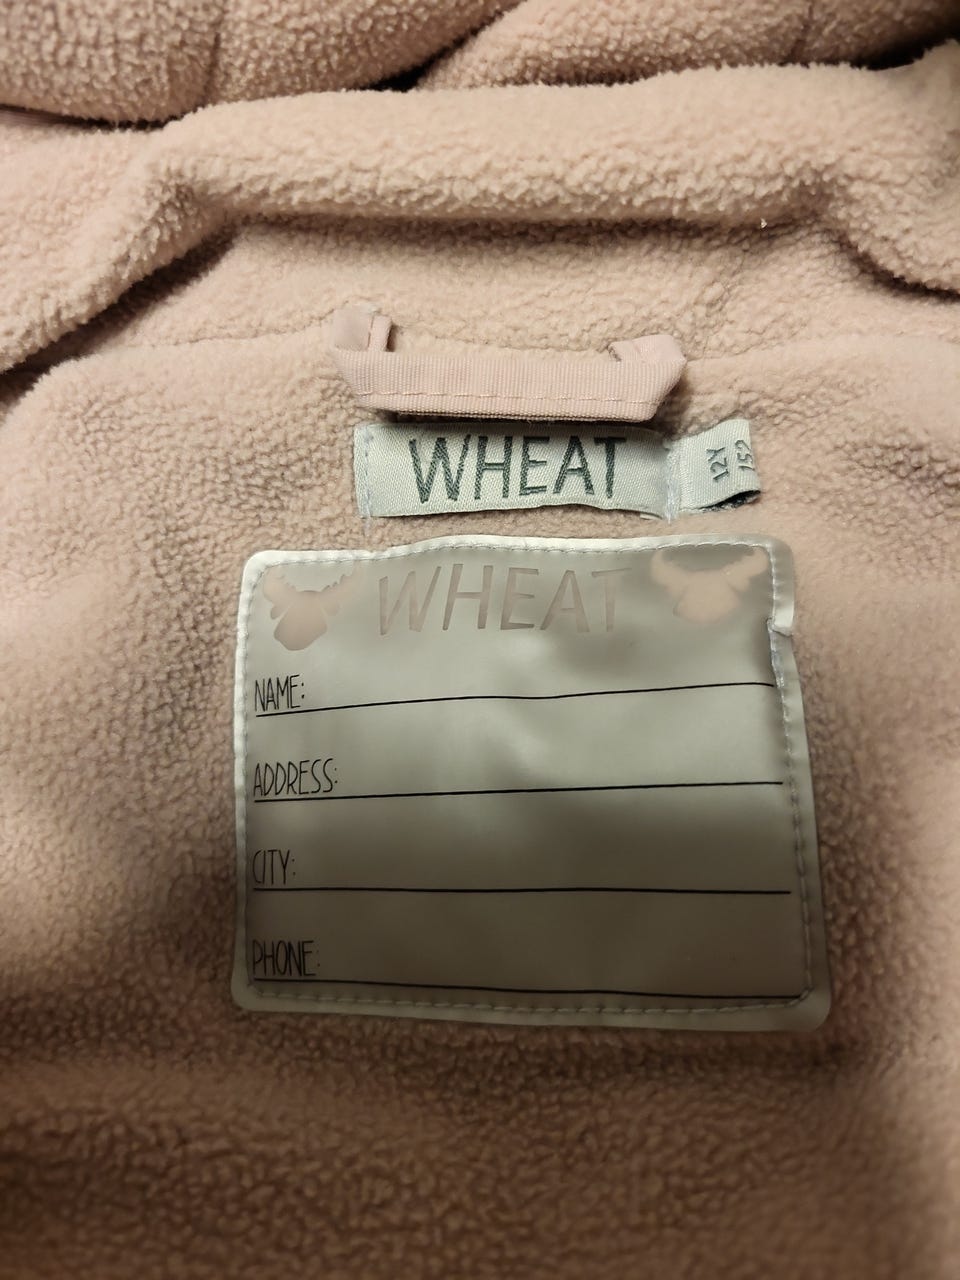 WHEAT
12Y
152
WHEAT
NAME:
ADDRESS:
CITY:
PHONE: